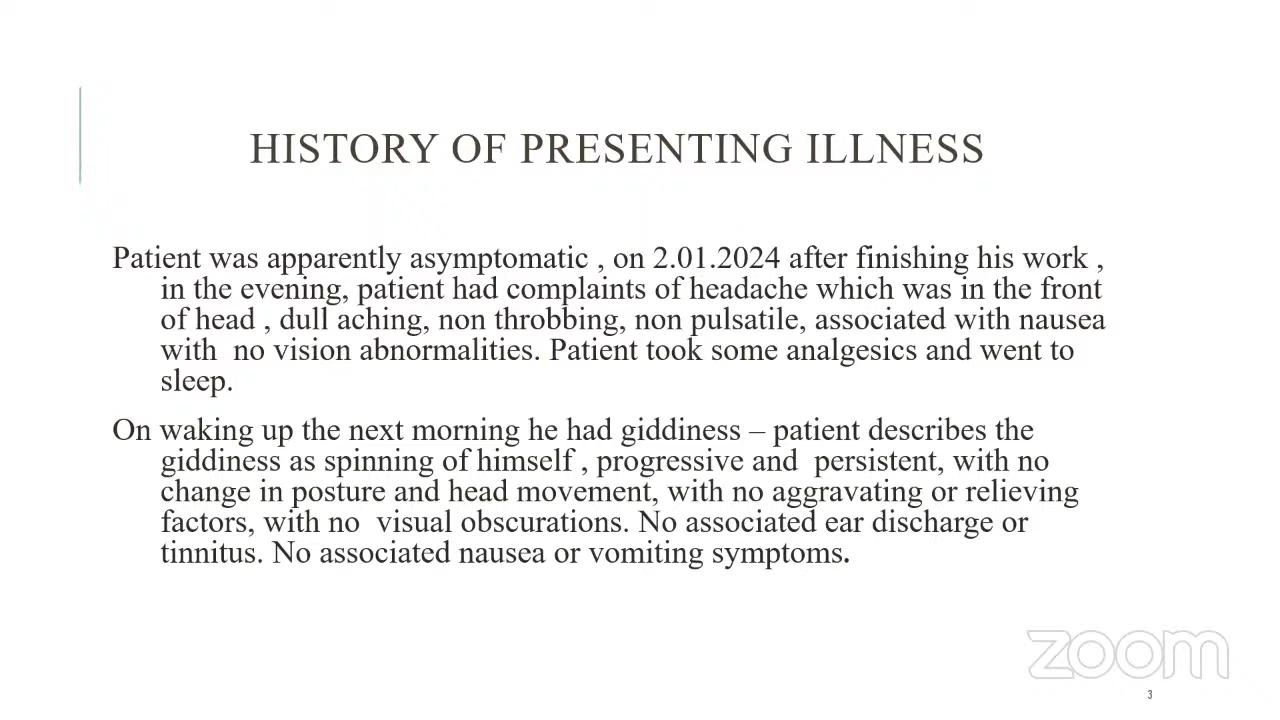 HISTORY OF PRESENTING ILLNESS
Patient was apparently asymptomatic , on 2.01.2024 after finishing his work ,
in the evening, patient had complaints of headache which was in the front
of head , dull aching, non throbbing, non pulsatile, associated with nausea
with  no vision abnormalities. Patient took some analgesics and went to
sleep.
On waking up the next morning he had giddiness – patient describes the
giddiness as spinning of himself , progressive and  persistent, with no
change in posture and head movement, with no aggravating or relieving
factors, with no  visual obscurations. No associated ear discharge or
tinnitus. No associated nausea or vomiting symptoms.
zoom
3